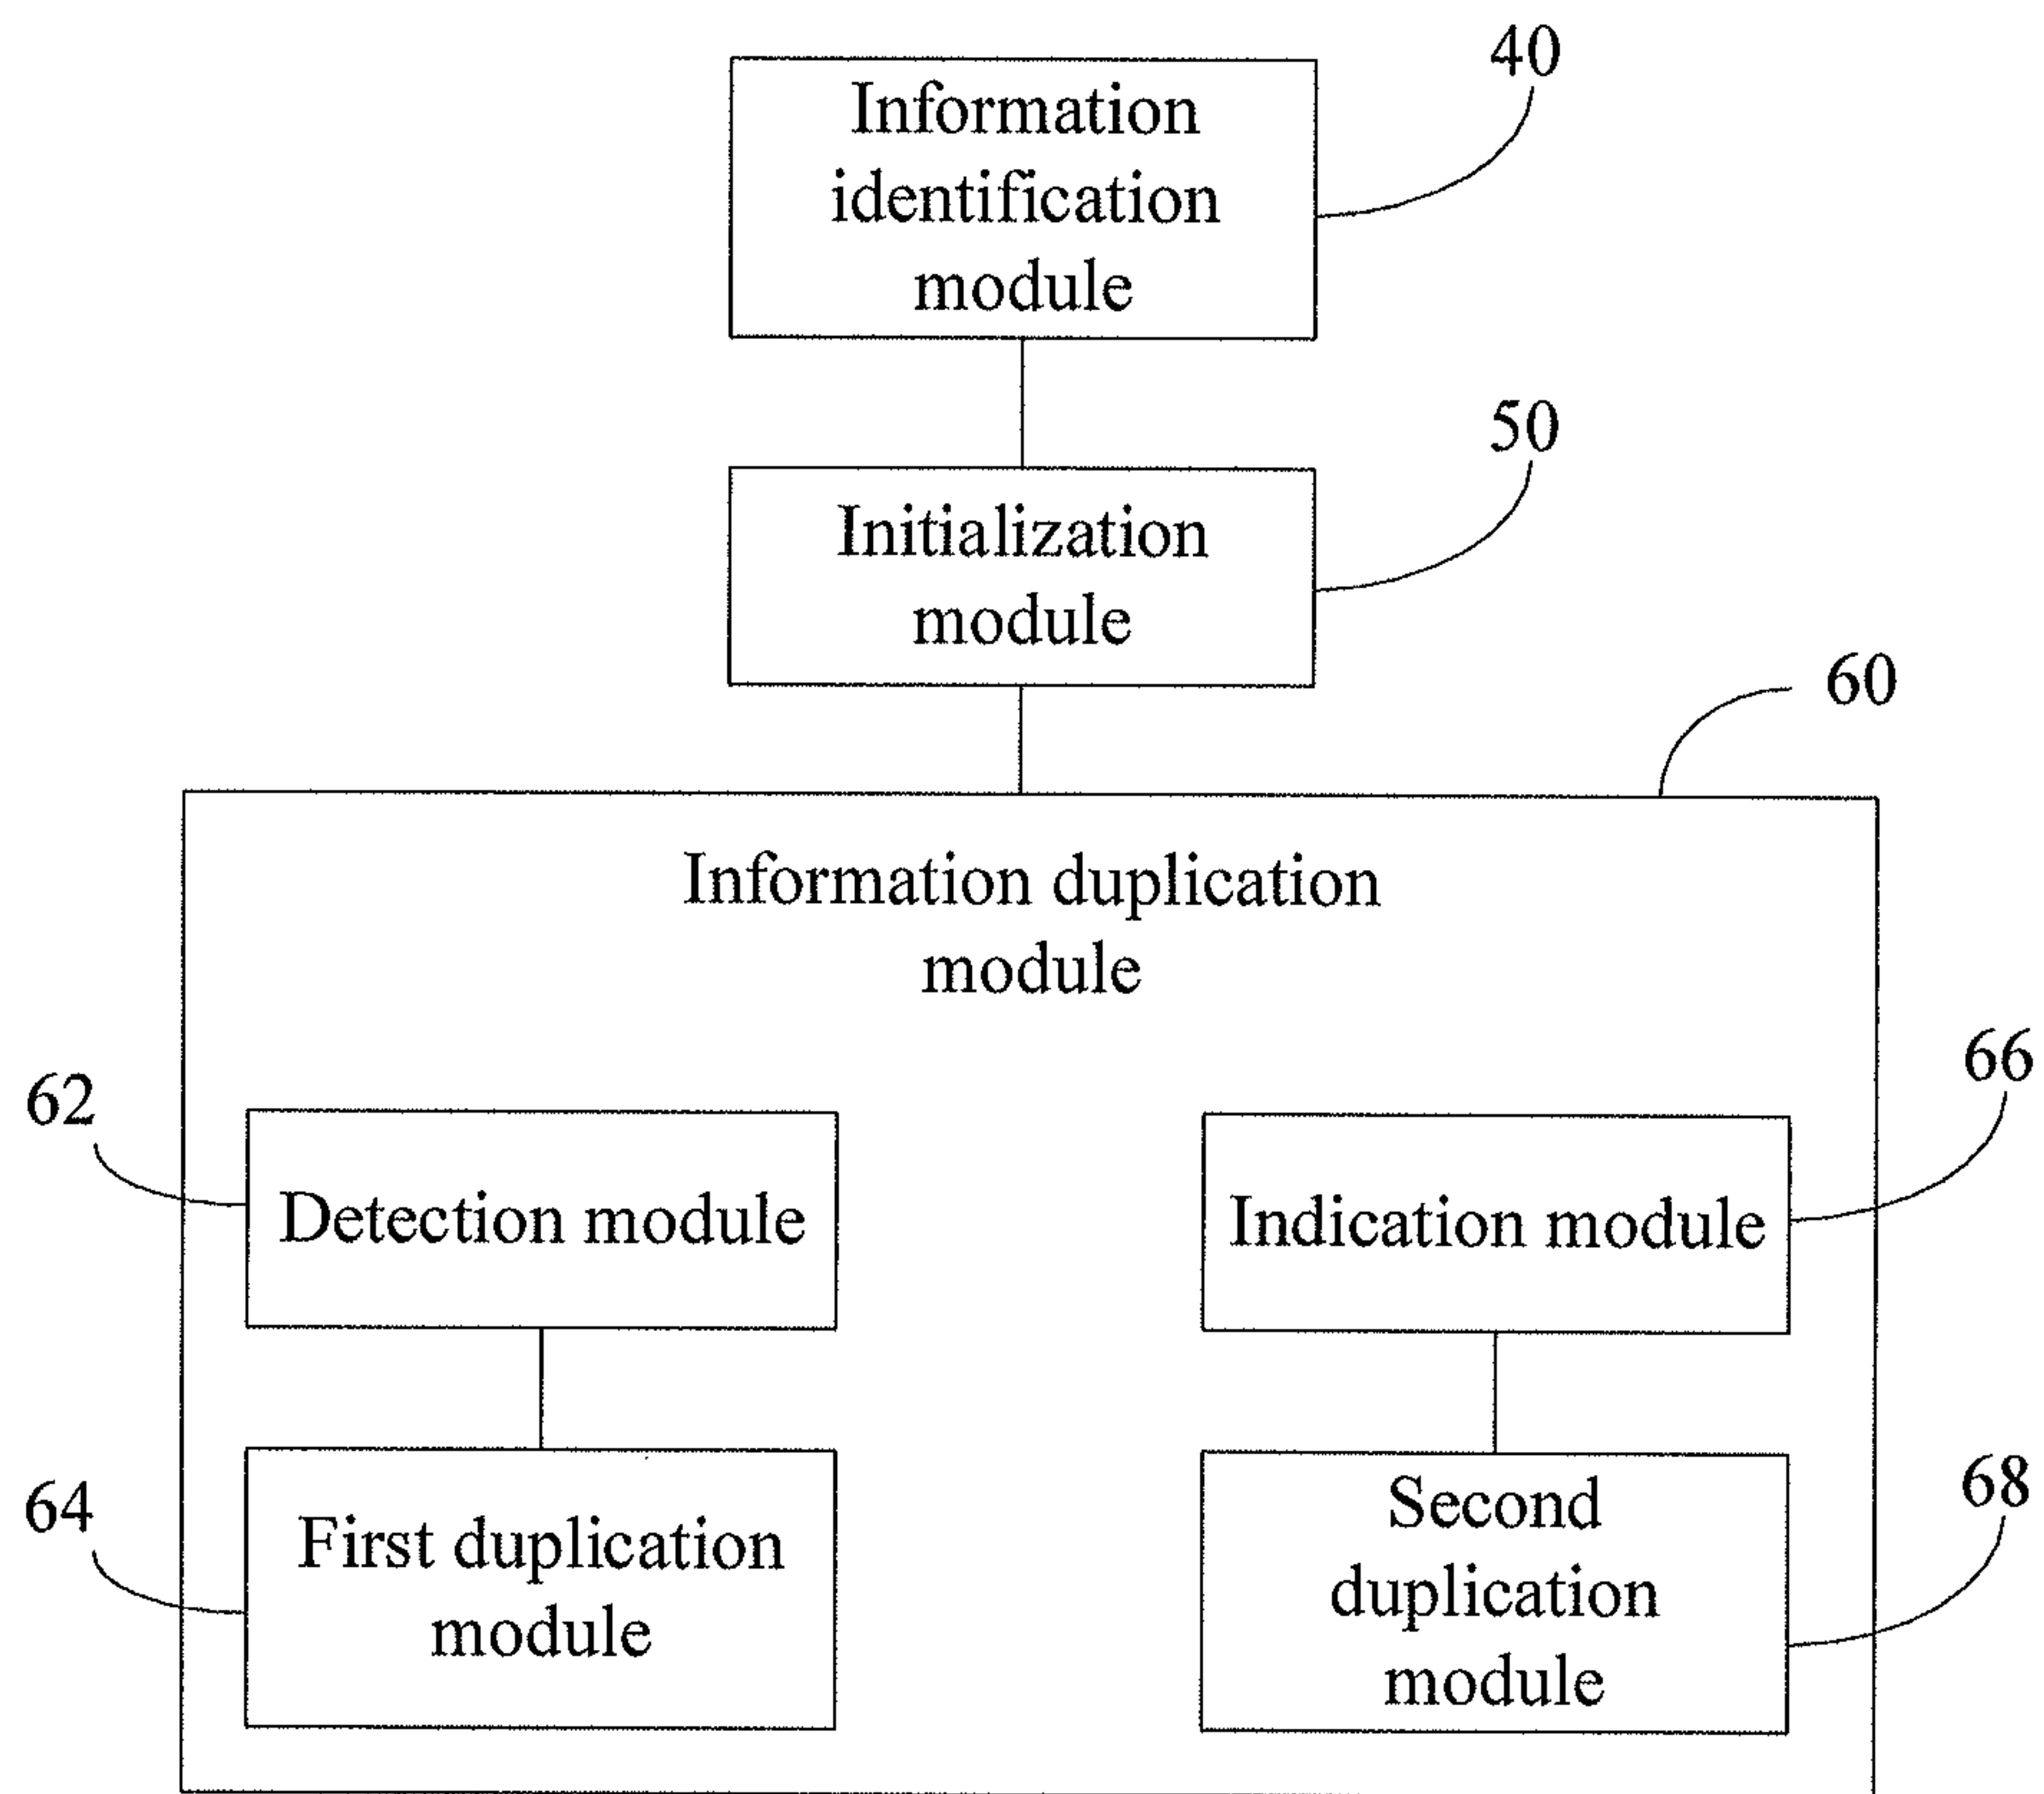 40
Information
identification
module
50
Initialization
module
60
Information duplication
module
62
Detection module
66
Indication module
64
First duplication
module
68
Second
duplication
module